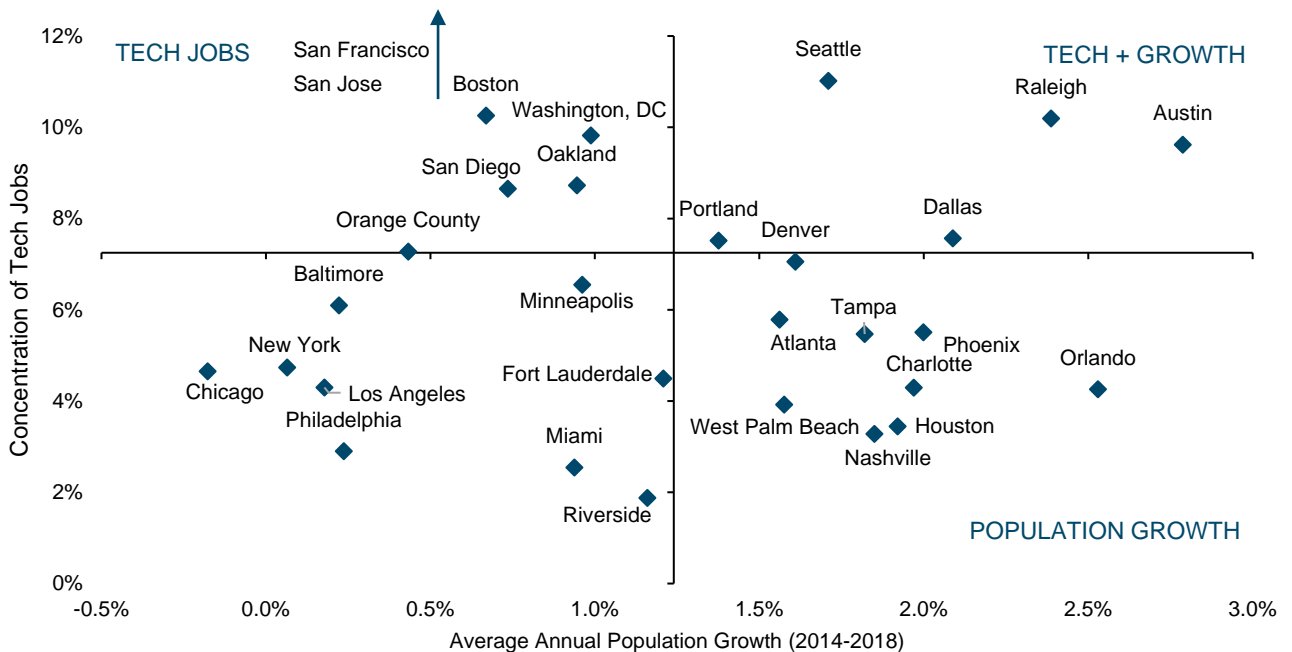 12%
TECH JOBS
San Francisco
San Jose
Boston
Seattle
TECH + GROWTH
Raleigh
Austin
Washington, DC
10%
Oakland
San Diego
8%
Orange County
Portland
Denver
Dallas
Baltimore
6%
Minneapolis
Tampa
Atlanta
Phoenix
New York
Chicago
Los Angeles
Fort Lauderdale
Charlotte
Orlando
4%
Philadelphia
West Palm Beach
Houston
Nashville
Miami
2%
Riverside
POPULATION GROWTH
0%
-0.5%
0.0%
0.5%
1.0%
1.5%
2.0%
2.5%
3.0%
Concentration of Tech Jobs
Average Annual Population Growth (2014-2018)